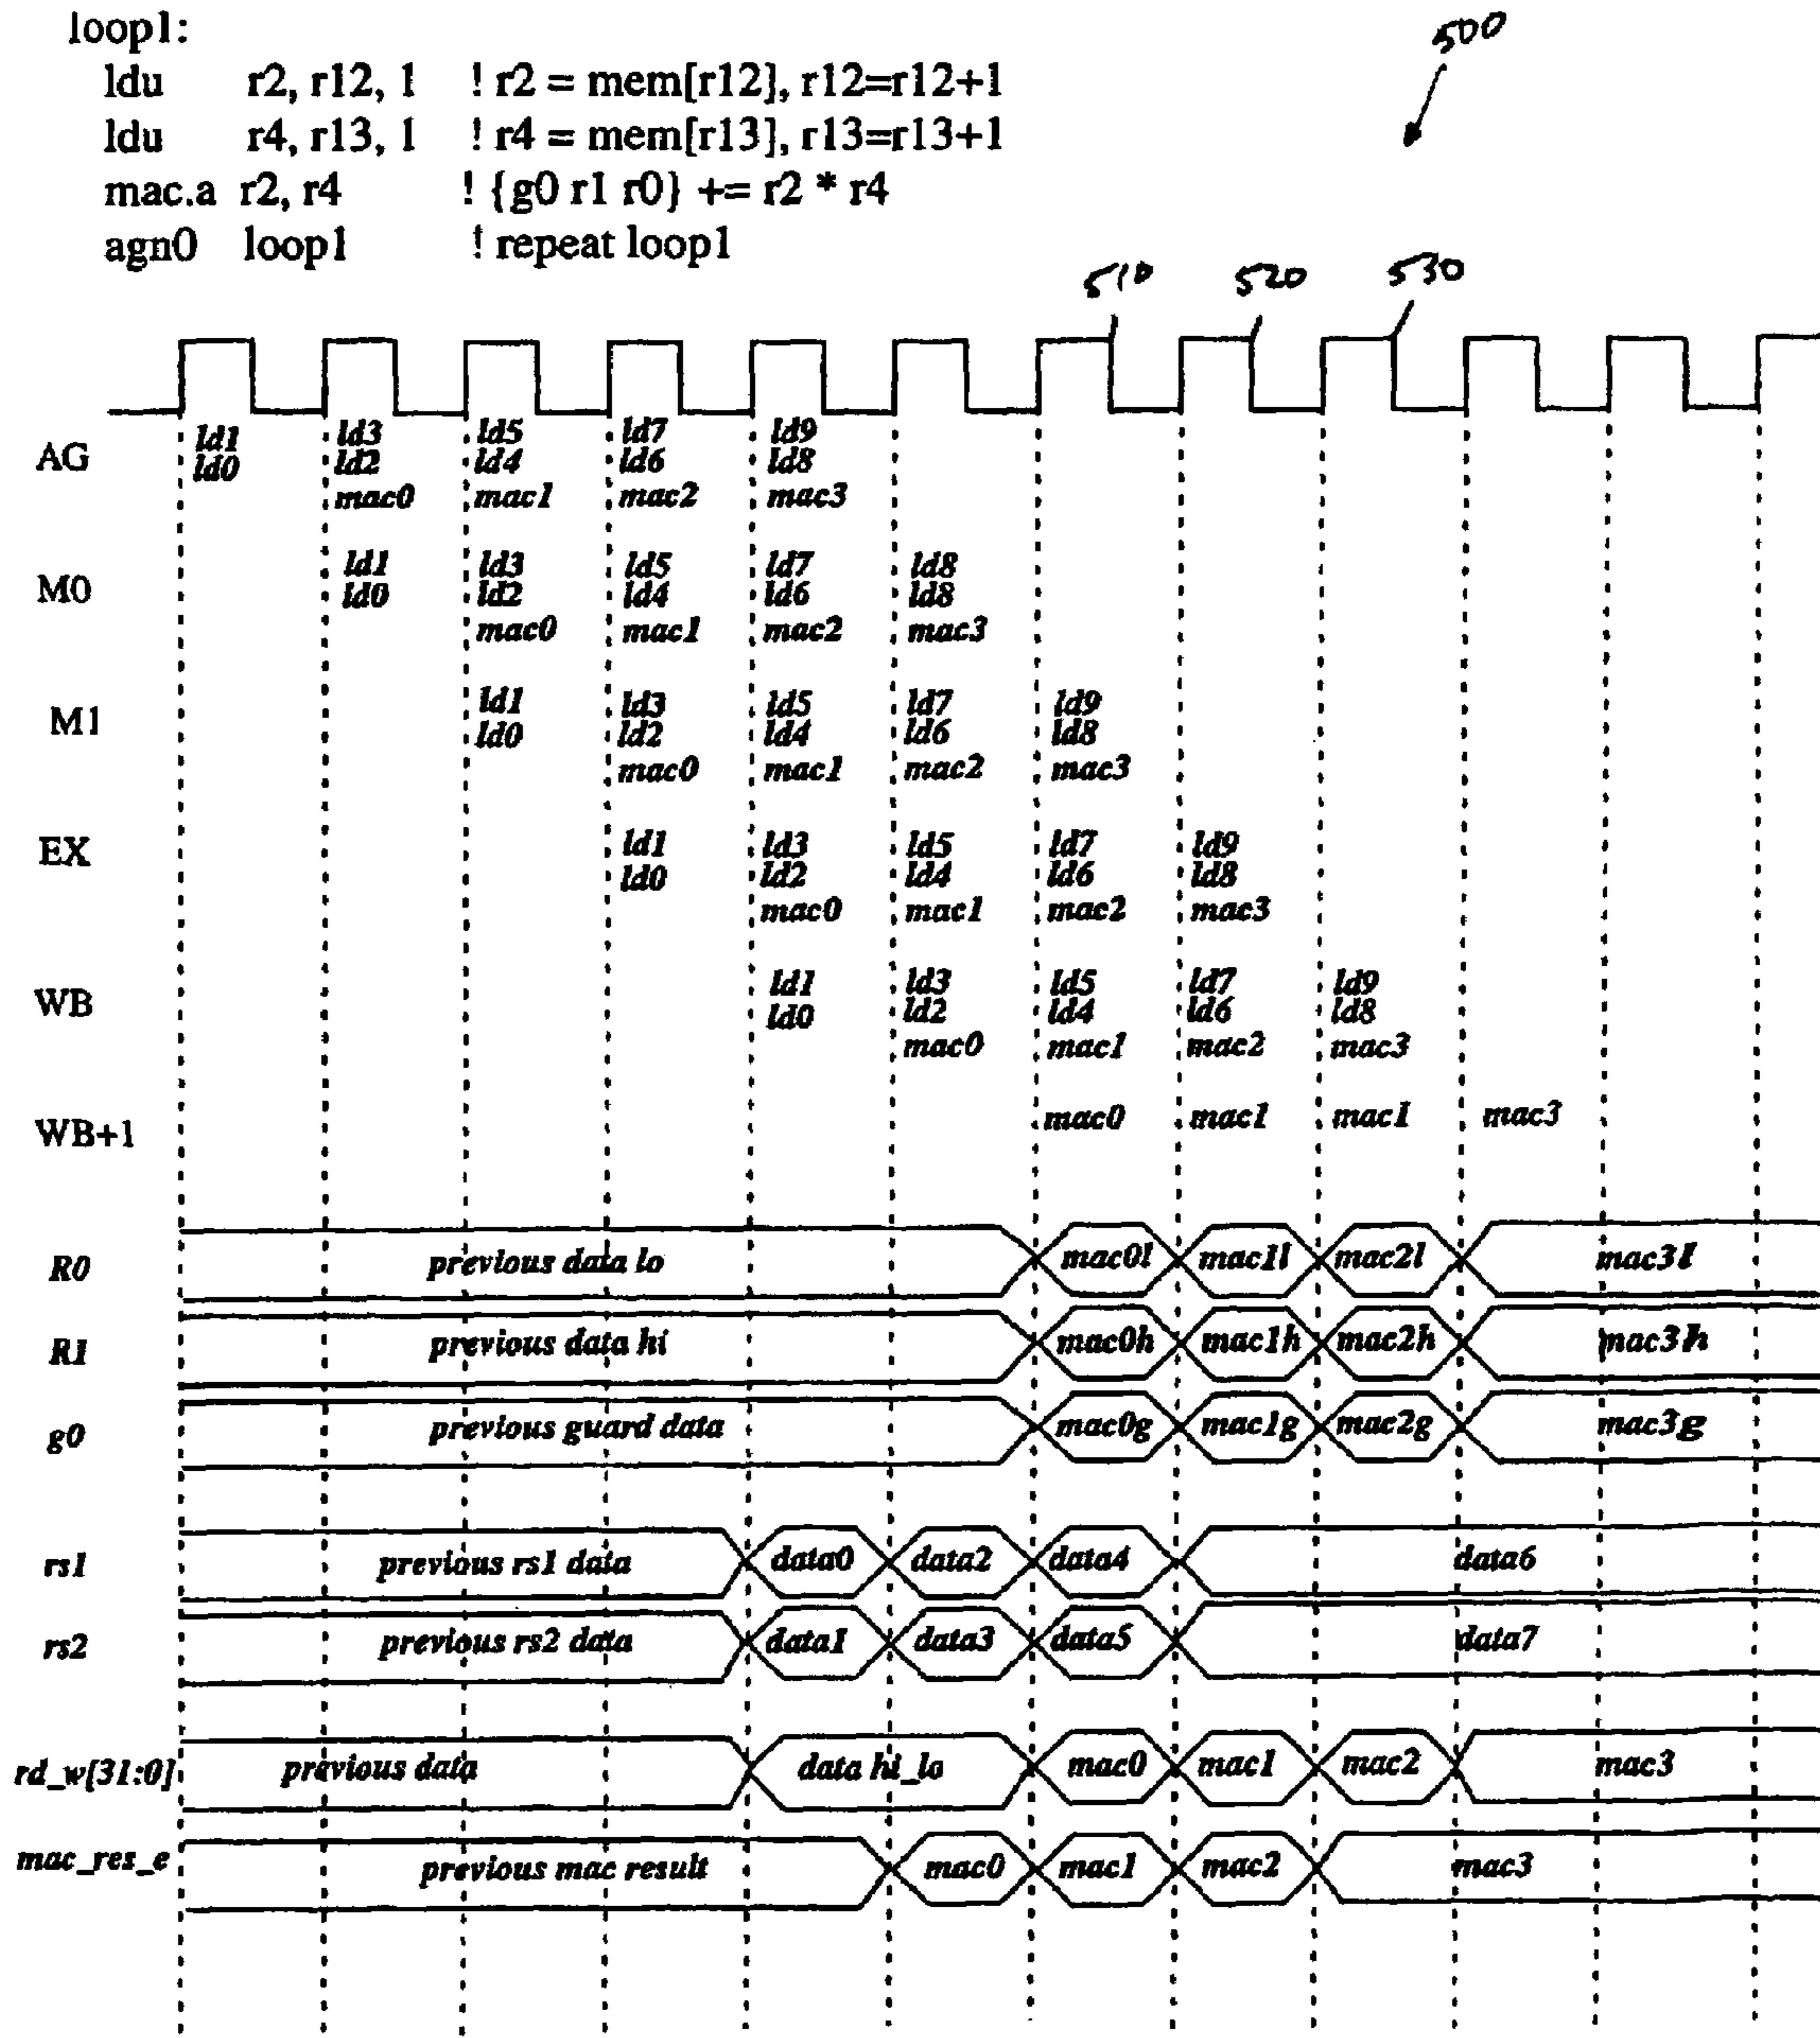 loop1:
ldu r2, r12, 1 ! r2 = mem[r12], r12=r12+1
ldu r4, r13, 1 ! r4 = mem[r13], r13=r13+1
mac.a r2, r4 ! {g0 r1 r0} += r2 * r4
agn0 loop1 ! repeat loop1
500
510 520 530
ld1 ld3 ld5 ld7 ld9
AG ld0 ld2 ld4 ld6 ld8
mac0 mac1 mac2 mac3
ld1 ld3 ld5 ld7 ld8
M0 ld0 ld2 ld4 ld6 ld8
mac0 mac1 mac2 mac3
ld1 ld3 ld5 ld7 ld9
M1 ld0 ld2 ld4 ld6 ld8
mac0 mac1 mac2 mac3
ld1 ld3 ld5 ld7 ld9
EX ld0 ld2 ld4 ld6 ld8
mac0 mac1 mac2 mac3
ld1 ld3 ld5 ld7 ld9
WB ld0 ld2 ld4 ld6 ld8
mac0 mac1 mac2 mac3
WB+1 mac0 mac1 mac1 mac3
R0 previous data lo mac0l mac1l mac2l mac3l
R1 previous data hi mac0h mac1h mac2h mac3h
g0 previous guard data mac0g mac1g mac2g mac3g
rs1 previous rs1 data data0 data2 data4 data6
rs2 previous rs2 data data1 data3 data5 data7
rd_w[31:0] previous data data hi_lo mac0 mac1 mac2 mac3
mac_res_e previous mac result mac0 mac1 mac2 mac3